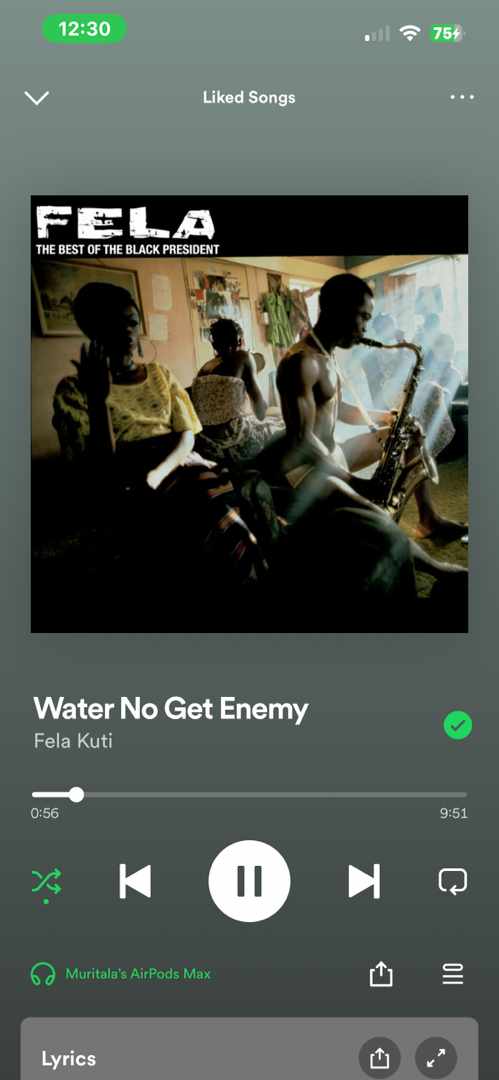 12:30
75
Liked Songs
FELA
THE BEST OF THE BLACK PRESIDENT
Water No Get Enemy
Fela Kuti
0:56
9:51
Muritala's AirPods Max
Lyrics